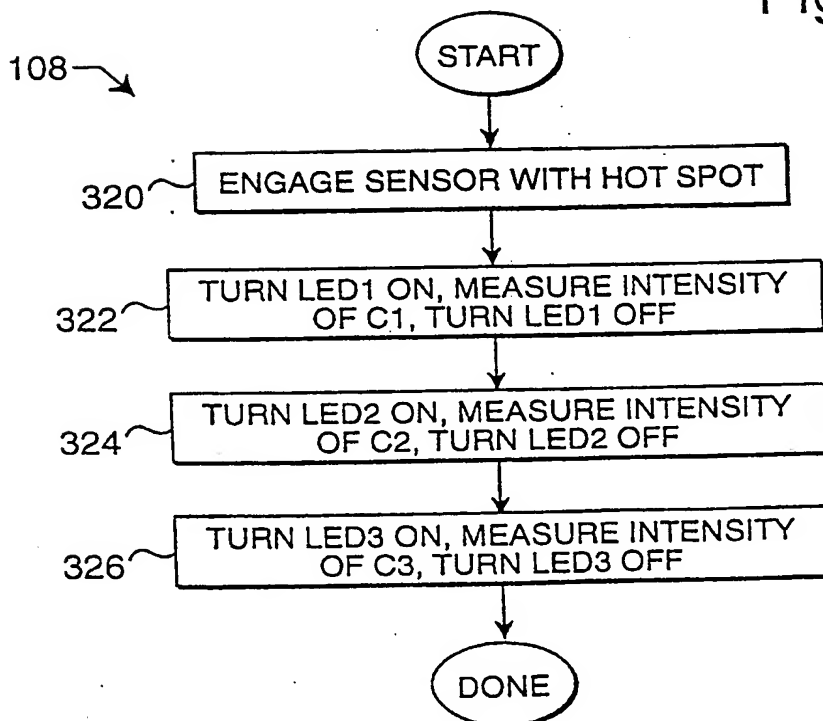 Fig
START
108
ENGAGE SENSOR WITH HOT SPOT
320
TURN LED1 ON, MEASURE INTENSITY
OF C1, TURN LED1 OFF
322
TURN LED2 ON, MEASURE INTENSITY
OF C2, TURN LED2 OFF
324
TURN LED3 ON, MEASURE INTENSITY
OF C3, TURN LED3 OFF
326
DONE